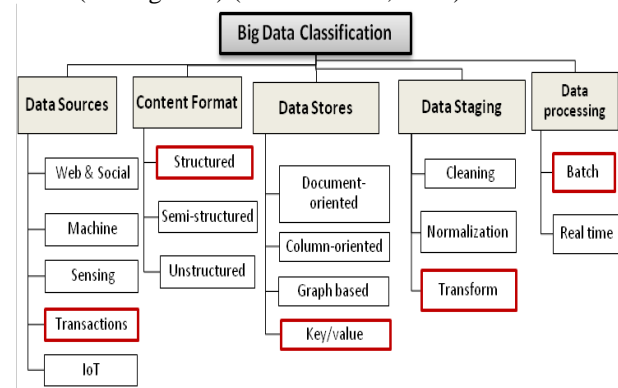 Big Data Classification
Data Sources
Web & Social
Machine
Sensing
Transactions
IoT
Content Format
Structured
Semi-structured
Unstructured
Data Stores
Document-
oriented
Column-oriented
Graph based
Key/value
Data Staging
Cleaning
Normalization
Transform
Data
processing
Batch
Real time